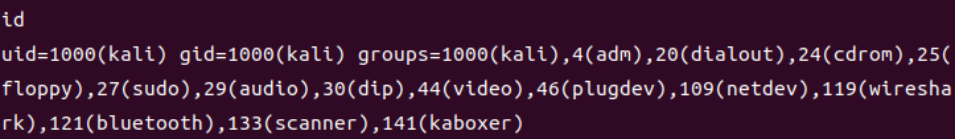 id
uid=1000(kali) gid=1000(kali) groups=1000(kali),4(adm),20(dialout),24(cdrom),25(
floppy),27(sudo),29(audio),30(dip),44(video),46(plugdev),109(netdev),119(wiresha
rk),121(bluetooth),133(scanner),141(kaboxer)